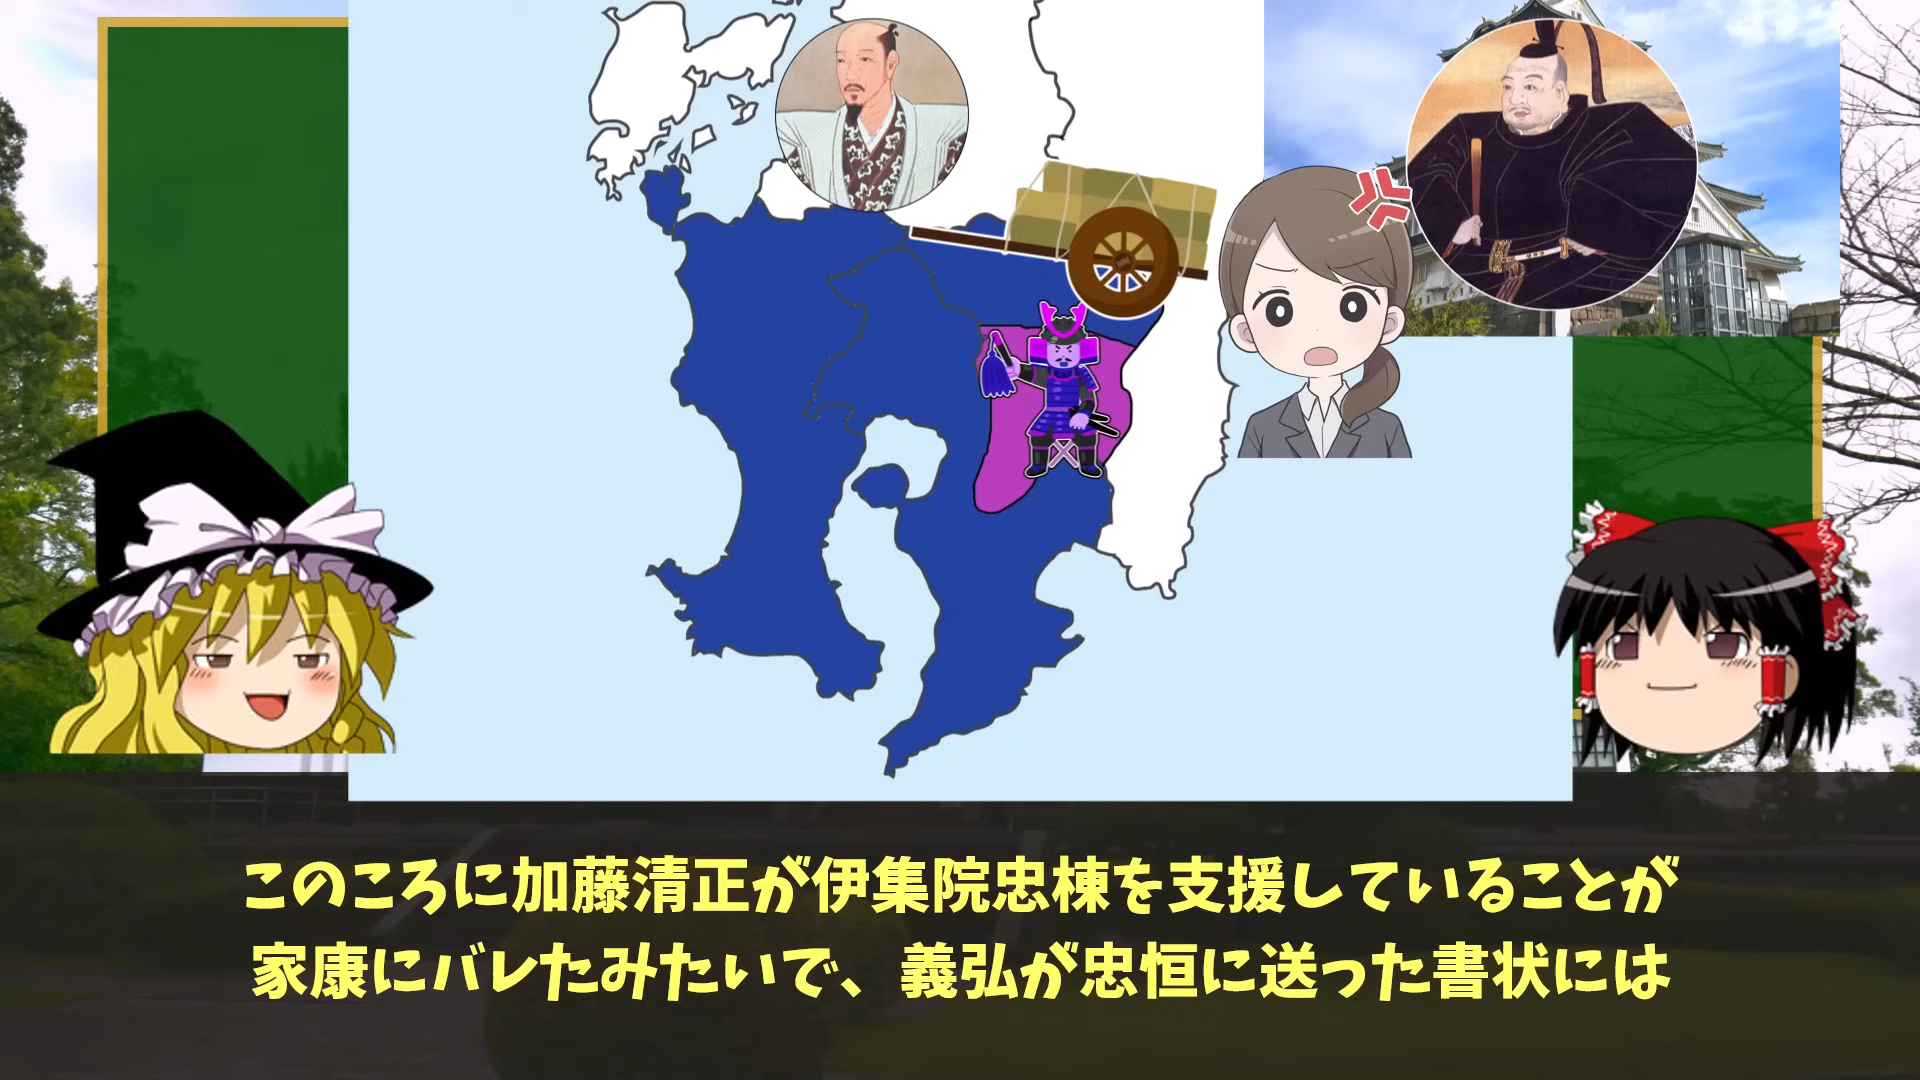 このころに加藤清正が伊集院忠棟を支援していることが
家康にバレたみたいで、義弘が忠恒に送った書状には